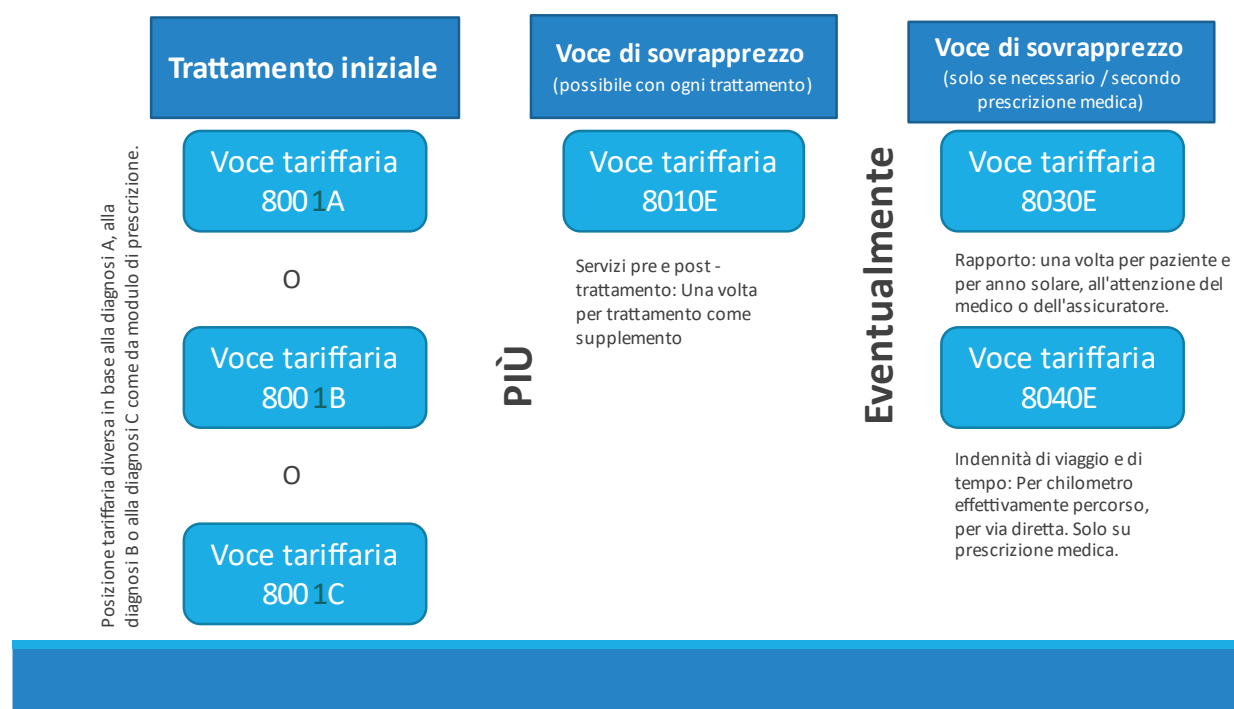 Trattamento iniziale
Posizione tariffaria diversa in base alla diagnosi A, alla
diagnosi B o alla diagnosi C come da modulo di prescrizione.
Voce tariffaria
8001A
O
Voce tariffaria
8001B
O
Voce tariffaria
8001C
PIÙ
Voce di sovrapprezzo
(possibile con ogni trattamento)
Voce tariffaria
8010E
Servizi pre e post -
trattamento: Una volta
per trattamento come
supplemento
Eventualmente
Voce di sovrapprezzo
(solo se necessario / secondo
prescrizione medica)
Voce tariffaria
8030E
Rapporto: una volta per paziente e
per anno solare, all'attenzione del
medico o dell'assicuratore.
Voce tariffaria
8040E
Indennità di viaggio e di
tempo: Per chilometro
effettivamente percorso,
per via diretta. Solo su
prescrizione medica.